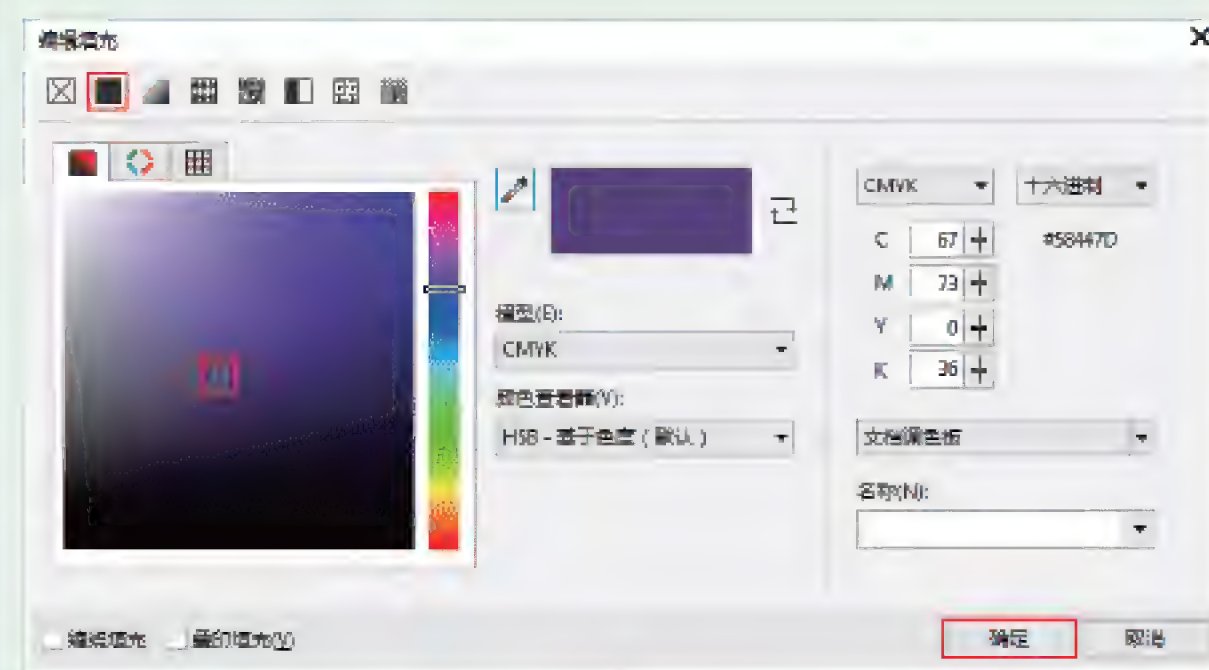 编辑填充
CMYK
十六进制
C 67
#58447D
M 73
Y 0
K 36
模型(E):
CMYK
颜色查看器(V):
HSB - 基于色度 ( 默认 )
文档调色板
名称(N):
缠绕填充
叠印填充(V)
确定
取消